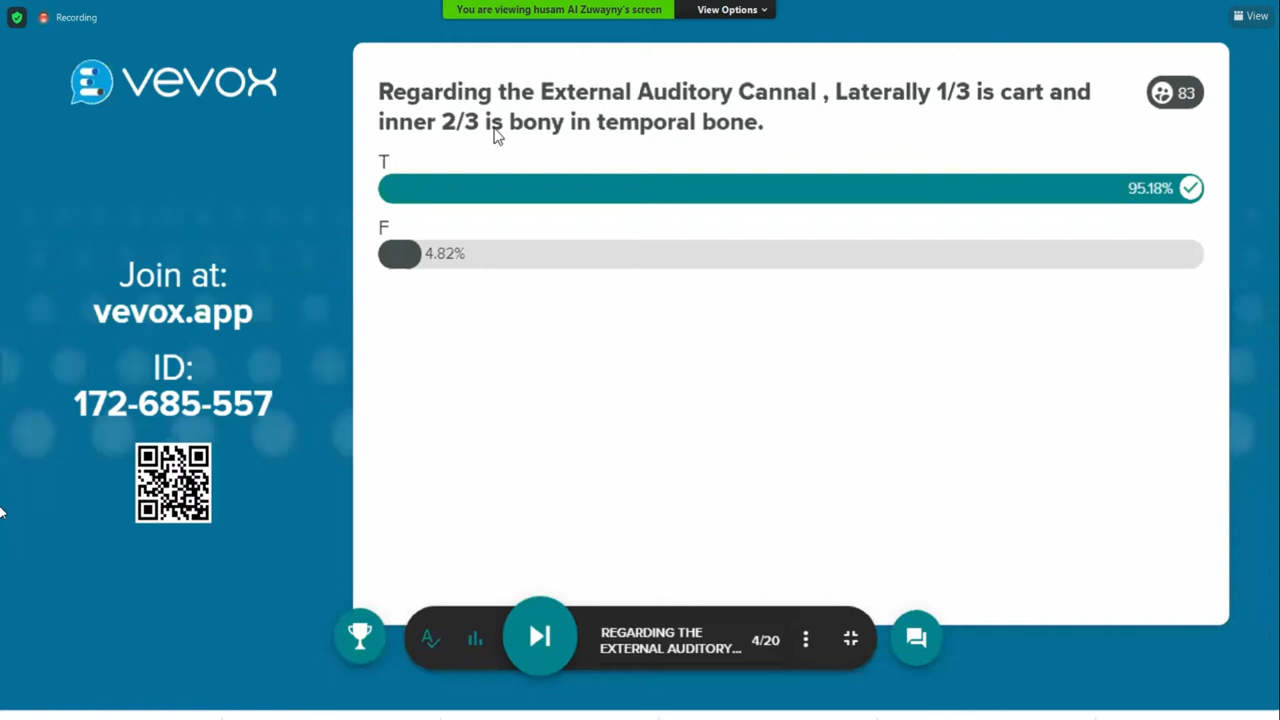 You are viewing husam Al Zuwayny's screen
View Options
Recording
View
vevox
Regarding the External Auditory Cannal , Laterally 1/3 is cart and
inner 2/3 is bony in temporal bone.
83
T
95.18%
F
4.82%
Join at:
vevox.app
ID:
172-685-557
REGARDING THE
EXTERNAL AUDITORY...
4/20